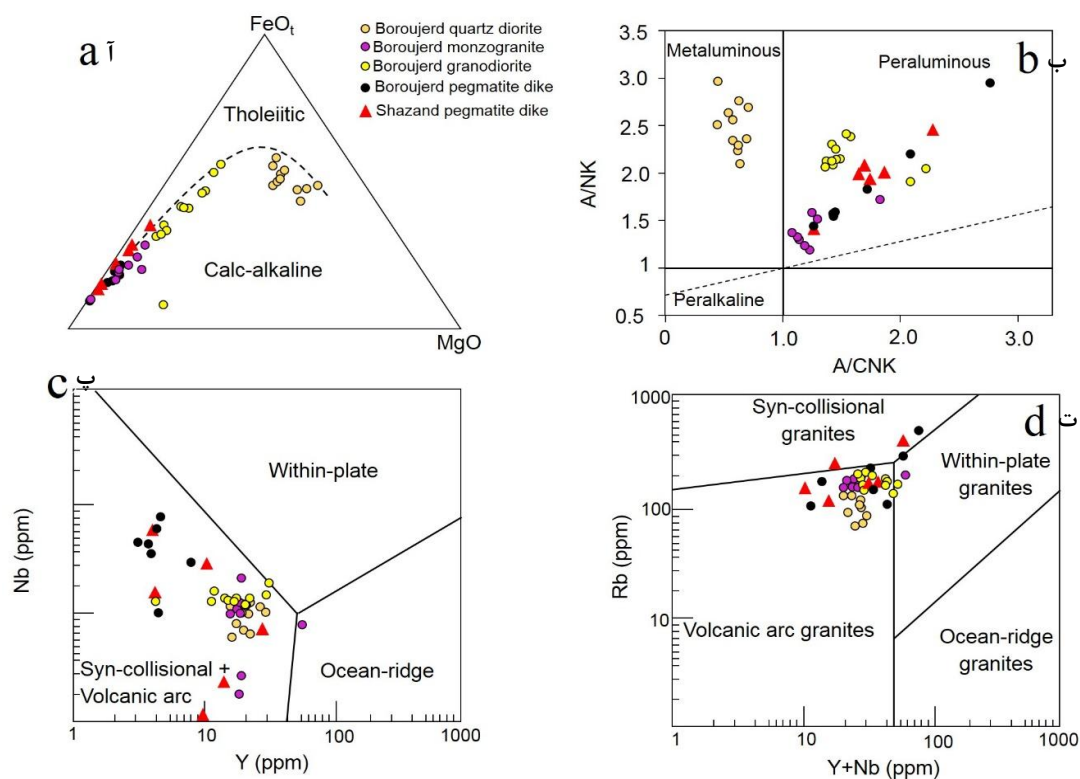 a آ
FeOt
Boroujerd quartz diorite
Boroujerd monzogranite
Boroujerd granodiorite
Boroujerd pegmatite dike
Shazand pegmatite dike
Tholeiitic
Calc-alkaline
MgO
b ب
3.5
3.0
2.5
2.0
1.5
1
0.5
A/NK
Metaluminous
Peraluminous
Peralkaline
0
1.0
2.0
3.0
A/CNK
c پ
Nb (ppm)
Within-plate
Syn-collisional +
Volcanic arc
Ocean-ridge
1
10
100
1000
Y (ppm)
d ت
1000
100
10
Rb (ppm)
Syn-collisional
granites
Within-plate
granites
Volcanic arc granites
Ocean-ridge
granites
1
10
100
1000
Y+Nb (ppm)